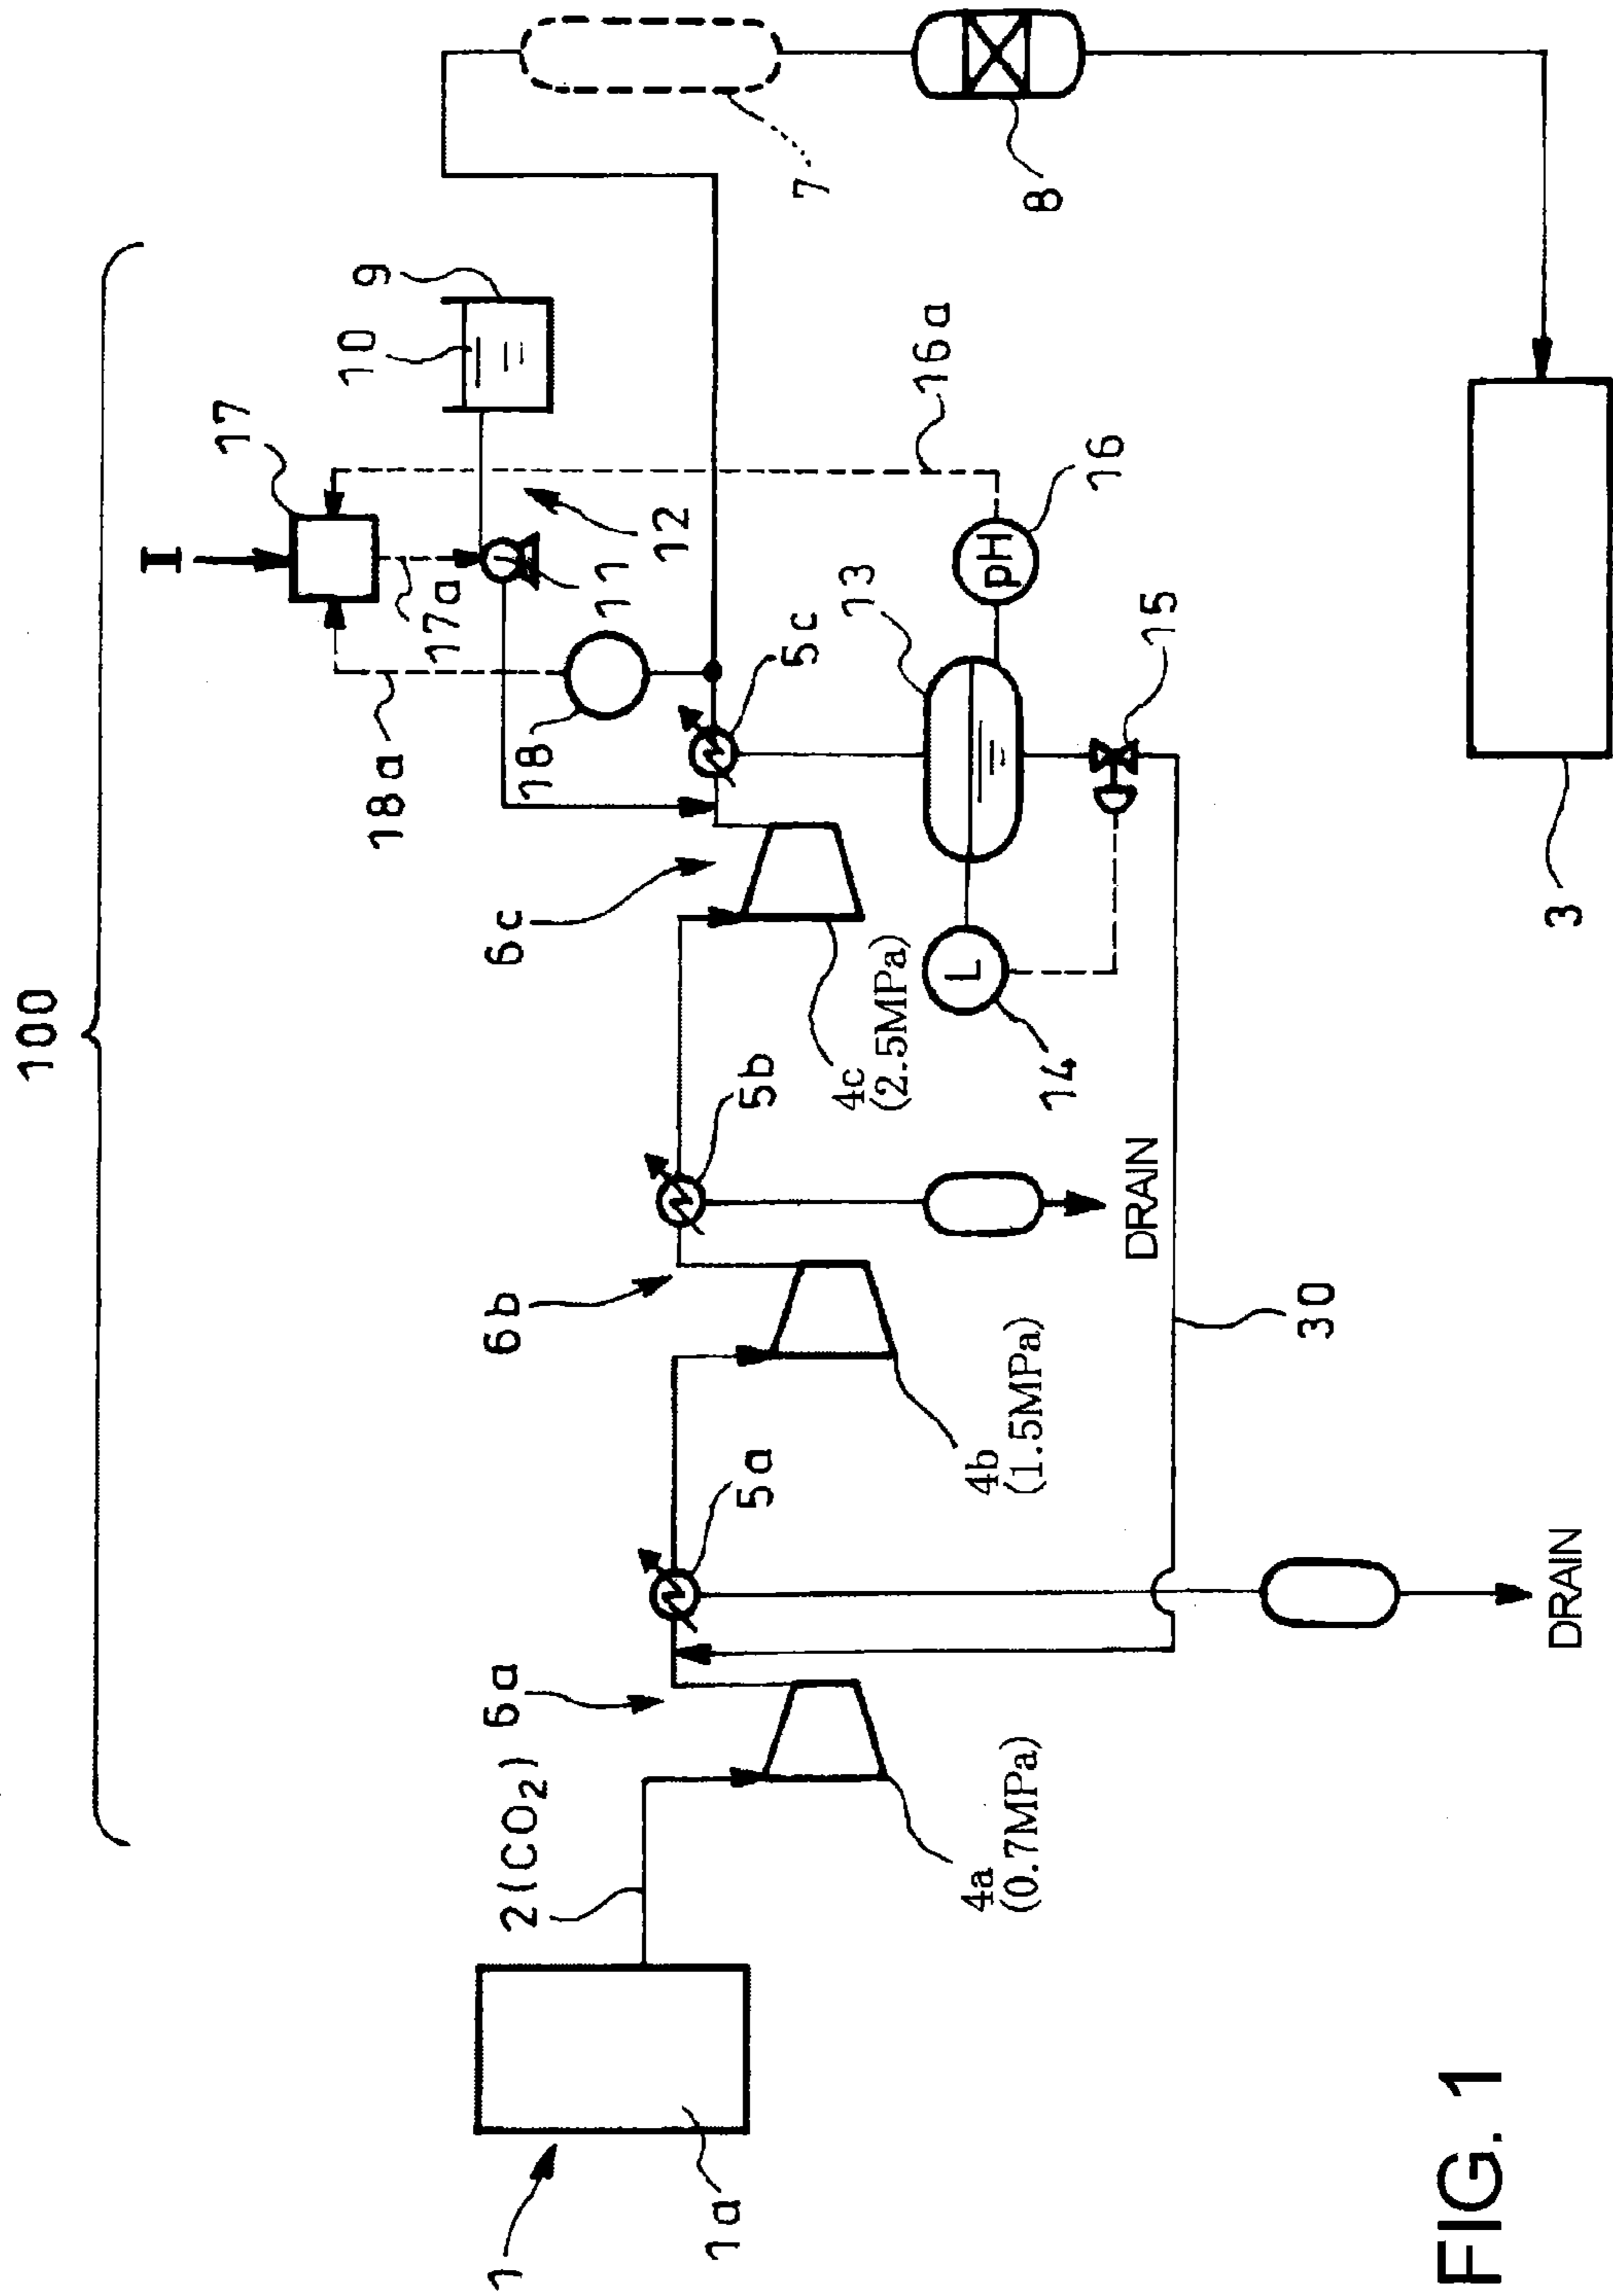 100
I
17
10
9
18a
17a
11
12
18
16a
7
8
6c
5c
13
pH
16
15
6b
5b
4c
(2.5MPa)
L
14
6a
5a
4b
(1.5MPa)
DRAIN
30
3
2(CO₂)
4a
(0.7MPa)
DRAIN
1
1a
FIG. 1